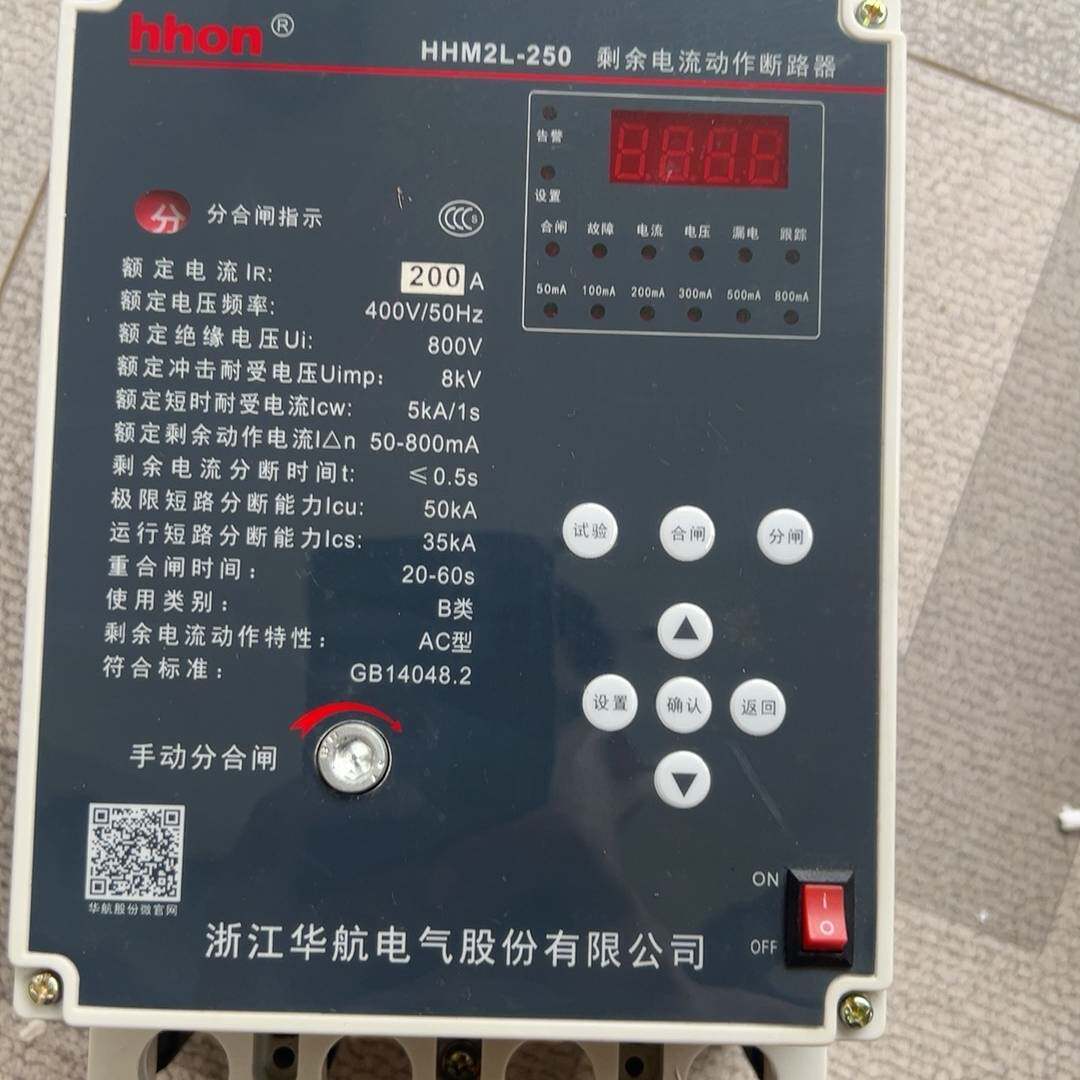 hhon®
HHM2L-250 剩余电流动作断路器
告警
设置
合闸 故障 电流 电压 漏电 跟踪
50mA 100mA 200mA 300mA 500mA 800mA
分 分合闸指示
CCC S
额定电流IR: 200 A
额定电压频率: 400V/50Hz
额定绝缘电压Ui: 800V
额定冲击耐受电压Uimp: 8kV
额定短时耐受电流Icw: 5kA/1s
额定剩余动作电流I△n 50-800mA
剩余电流分断时间t: ≤0.5s
极限短路分断能力Icu: 50kA
运行短路分断能力Ics: 35kA
重合闸时间: 20-60s
使用类别: B类
剩余电流动作特性: AC型
符合标准: GB14048.2
试验 合闸 分闸
▲
设置 确认 返回
▼
手动分合闸
华航股份微官网
ON
OFF
I
O
浙江华航电气股份有限公司